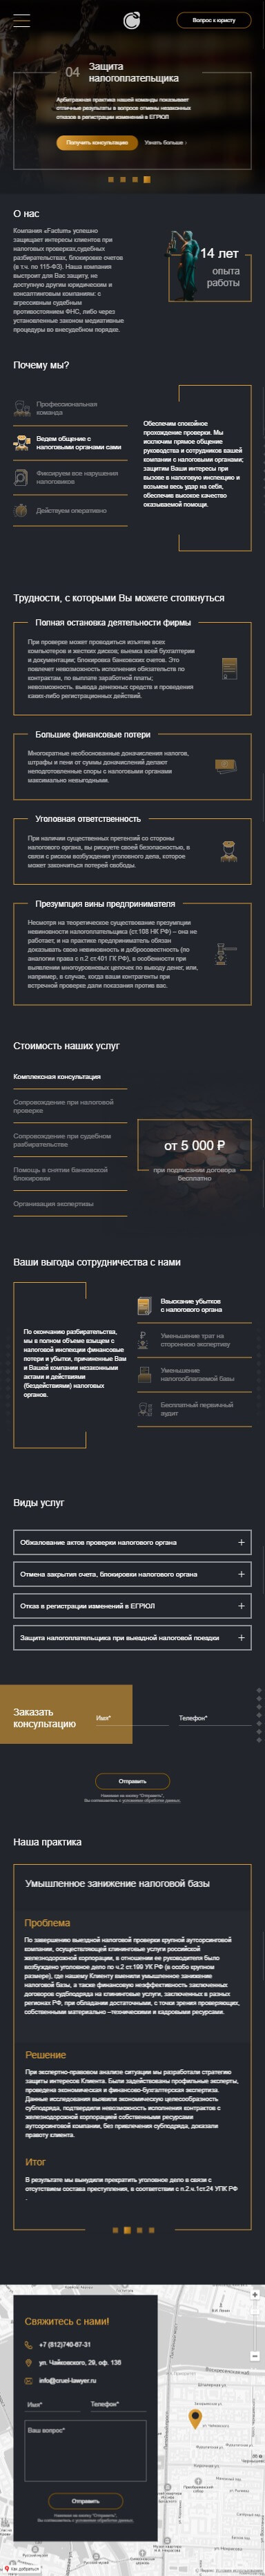 Вопрос к юристу
04
Защита
налогоплательщика
Арбитражная практика нашей команды показывает
отличные результаты в вопросе отмены незаконных
отказов в регистрации изменений в ЕГРЮЛ
Получить консультацию
Узнать больше ›
О нас
Компания «Factum» успешно
защищает интересы клиентов при
налоговых проверках,судебных
разбирательствах, блокировке счетов
(в т.ч, по 115-ФЗ). Наша компания
выстроит для Вас защиту, не
доступную другим юридическим и
консалтинговым компаниям: с
агрессивным судебным
противостоянием ФНС, либо через
установленные законом медиативные
процедуры во внесудебном порядке.
14 лет
опыта
работы
Почему мы?
Профессиональная
команда
Ведем общение с
налоговыми органами сами
Фиксируем все нарушения
налоговиков
Действуем оперативно
Обеспечим спокойное
прохождение проверки. Мы
исключим прямое общение
руководства и сотрудников вашей
компании с налоговыми органами;
защитим Ваши интересы при
вызове в налоговую инспекцию и
возьмем весь удар на себя,
обеспечив высокое качество
оказываемой помощи.
Трудности, с которыми Вы можете столкнуться
Полная остановка деятельности фирмы
При проверке может проводиться изъятие всех
компьютеров и жестких дисков, выемка всей бухгалтерии
и документации; блокировка банковских счетов. Это
повлечет невозможность исполнения обязательств по
контрактам, по выплате заработной платы;
невозможность, вывода денежных средств и проведения
каких-либо регистрационных действий.
Большие финансовые потери
Многократные необоснованные доначисления налогов,
штрафы и пени от суммы доначислений делают
неподготовленные споры с налоговыми органами
максимально невыгодными.
Уголовная ответственность
При наличии существенных претензий со стороны
налогового органа, вы рискуете своей безопасностью, в
связи с риском возбуждения уголовного дела, которое
может закончиться потерей свободы.
Презумпция вины предпринимателя
Несмотря на теоретическое существование презумпции
невиновности налогоплательщика (ст.108 НК РФ) – она не
работает, и на практике предприниматель обязан
доказывать свою невиновность и добросовестность (по
аналогии права с п.2 ст.401 ГК РФ), в особенности при
выявлении многоуровневых цепочек по выводу денег, или,
например, в случае, когда ваши контрагенты при
встречной проверке дали показания против вас.
Стоимость наших услуг
Комплексная консультация
Сопровождение при налоговой
проверке
Сопровождение при судебном
разбирательстве
Помощь в снятии банковской
блокировки
Организация экспертизы
от 5 000 ₽
при подписании договора
бесплатно
Ваши выгоды сотрудничества с нами
По окончанию разбирательства,
мы в полном объеме взыщем с
налоговой инспекции финансовые
потери и убытки, причиненные Вам
и Вашей компании незаконными
актами и действиями
(бездействиями) налоговых
органов.
Взыскание убытков
с налогового органа
Уменьшение трат на
стороннюю экспертизу
Уменьшение
налогооблагаемой базы
Бесплатный первичный
аудит
Виды услуг
Обжалование актов проверки налогового органа +
Отмена закрытия счета, блокировки налогового органа +
Отказ в регистрации изменений в ЕГРЮЛ +
Защита налогоплательщика при выездной налоговой поездки +
Заказать
консультацию
Имя*
Телефон*
Отправить
Нажимая на кнопку "Отправить",
Вы соглашаетесь с условиями обработки данных.
Наша практика
Умышленное занижение налоговой базы
Проблема
По завершению выездной налоговой проверки крупной аутсорсинговой
компании, осуществляющей клининговые услуги российской
железнодорожной корпорации, в отношении ее руководителя было
возбуждено уголовное дело по ч.2 ст.199 УК РФ (в особо крупном
размере), где нашему Клиенту вменили умышленное занижение
налоговой базы, а также фиктивную неэффективность заключенных
договоров субподряда на клининговые услуги, заключенных в разных
регионах РФ, при обладании достаточными, с точки зрения проверяющих,
собственными материально –техническими и кадровыми ресурсами.
Решение
При экспертно-правовом анализе ситуации мы разработали стратегию
защиты интересов Клиента. Были задействованы профильные эксперты,
проведена экономическая и финансово-бухгалтерская экспертиза.
Данные исследования выявили экономическую целесообразность
субподряда, подтвердили невозможность исполнения контрактов с
железнодорожной корпорацией собственными ресурсами
аутсорсинговой компании, без привлечения субподряда, доказали
правоту клиента.
Итог
В результате мы вынудили прекратить уголовное дело в связи с
отсутствием состава преступления, в соответствии с п.2.ч.1ст.24 УПК РФ
.
Свяжитесь с нами!
+7 (812)740-67-31
ул. Чайковского, 29, оф. 136
info@cruel-lawyer.ru
Имя*
Телефон*
Ваш вопрос*
Отправить
Нажимая на кнопку "Отправить",
Вы соглашаетесь с условиями обработки данных.
ул. Чайковского
Как добраться